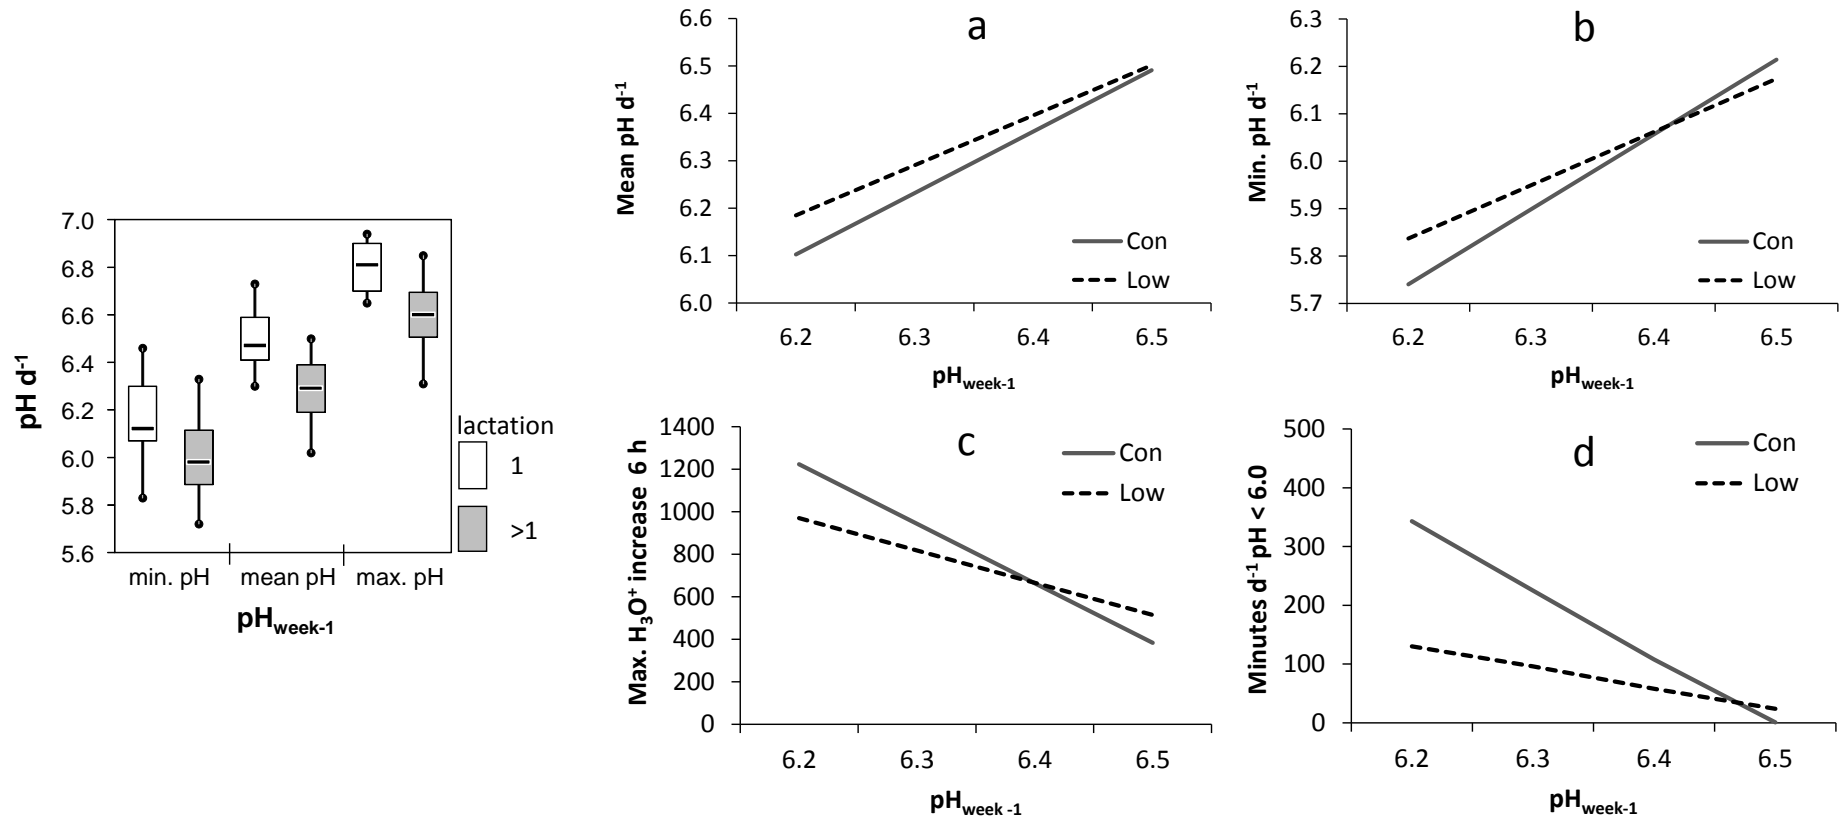 7.0
6.8
6.6
6.4
6.2
6.0
5.8
5.6
pH d-1
min. pH mean pH max. pH
pHweek-1
lactation
1
>1
a
6.6
6.5
6.4
6.3
6.2
6.1
6.0
Mean pH d-1
Con
Low
6.2 6.3 6.4 6.5
pHweek-1
b
6.3
6.2
6.1
6.0
5.9
5.8
5.7
Min. pH d-1
Con
Low
6.2 6.3 6.4 6.5
pHweek-1
c
1400
1200
1000
800
600
400
200
0
Max. H3O+ increase 6 h
Con
Low
6.2 6.3 6.4 6.5
pHweek -1
d
500
400
300
200
100
0
Minutes d-1 pH < 6.0
Con
Low
6.2 6.3 6.4 6.5
pHweek-1